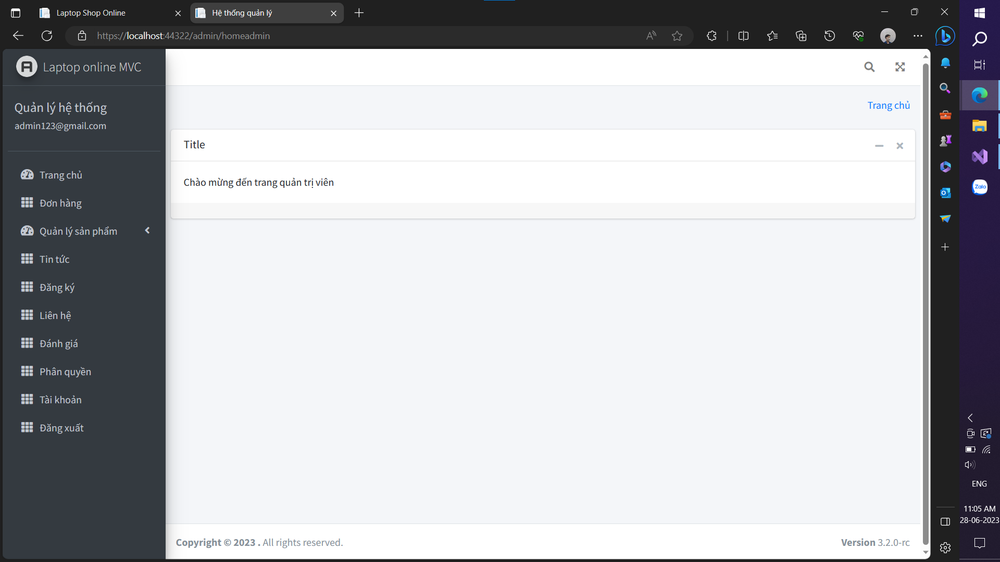 Laptop Shop Online
Hệ thống quản lý
https://localhost:44322/admin/homeadmin
Laptop online MVC
Quản lý hệ thống
admin123@gmail.com
Trang chủ
Đơn hàng
Quản lý sản phẩm
Tin tức
Đăng ký
Liên hệ
Đánh giá
Phân quyền
Tài khoản
Đăng xuất
Trang chủ
Title
Chào mừng đến trang quản trị viên
Copyright © 2023 . All rights reserved.
Version 3.2.0-rc
Zalo
ENG
11:05 AM
28-06-2023